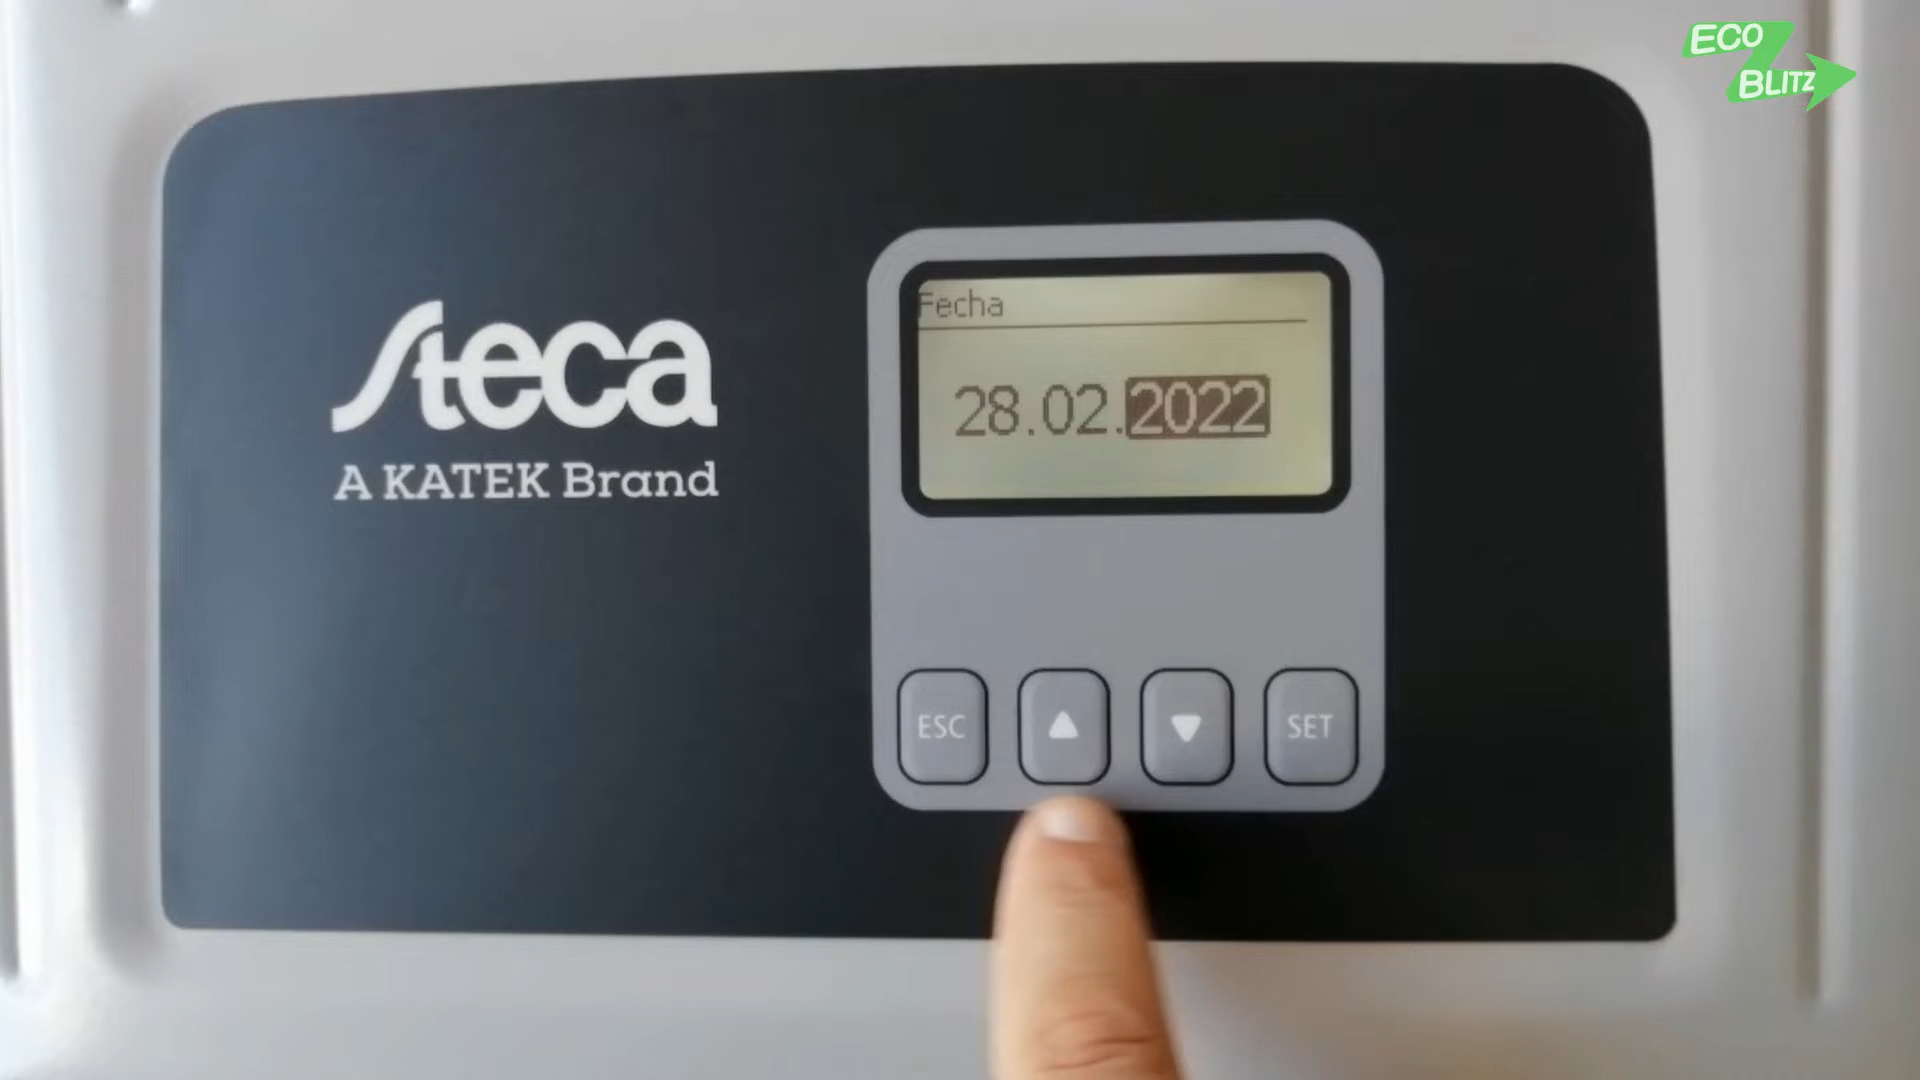 ECO
BLITZ
Fecha
28.02.2022
steca
A KATEK Brand
ESC
SET